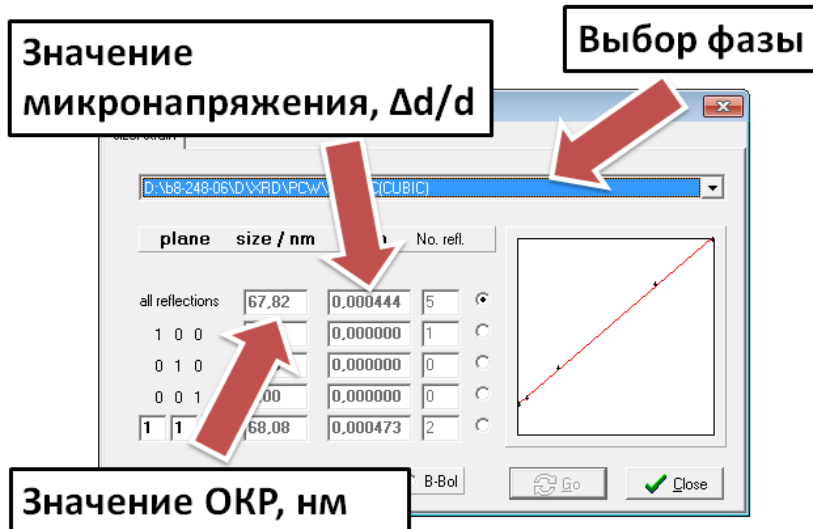 Значение
микронапряжения, Δd/d
Выбор фазы
D:\b8-248-06\D\XRD\PCW\ C(CUBIC)
plane size / nm No. refl.
all reflections 67,82 0,000444 5
1 0 0 0,000000 1
0 1 0 0,000000 0
0 0 1 0,000000 0
1 1 68,08 0,000473 2
B-Bol Go Close
Значение ОКР, нм